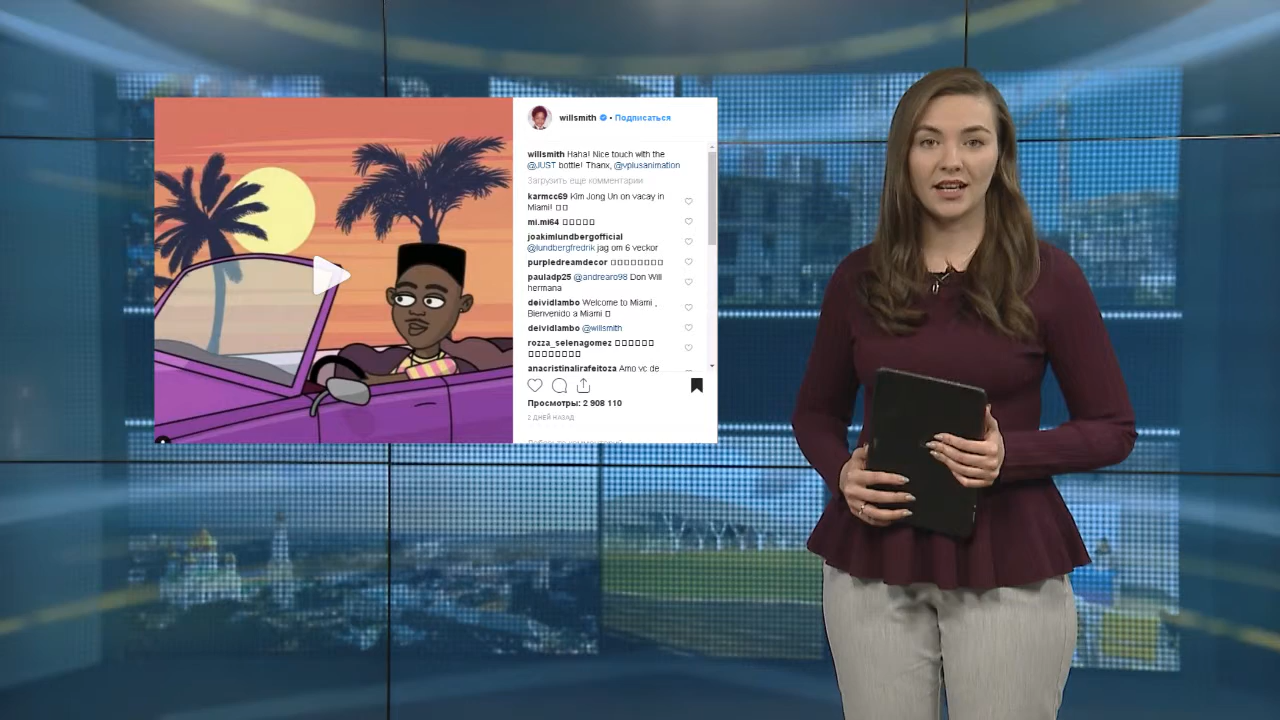 willsmith • Подписаться
willsmith Haha! Nice touch with the
@JUST bottle! Thanx, @vplusanimation
Загрузить еще комментарии
karmcc69 Kim Jong Un on vacay in
Miami!
mi.mi64
joakimlundbergofficial
@lundbergfredrik jag om 6 veckor
purpledreamdecor
pauladp25 @andrearo98 Don Will
hermana
deividlambo Welcome to Miami ,
Bienvenido a Miami
deividlambo @willsmith
rozza_selenagomez
anacristinalirafeitoza Amo vc de
Просмотры: 2 908 110
2 ДНЕЙ НАЗАД